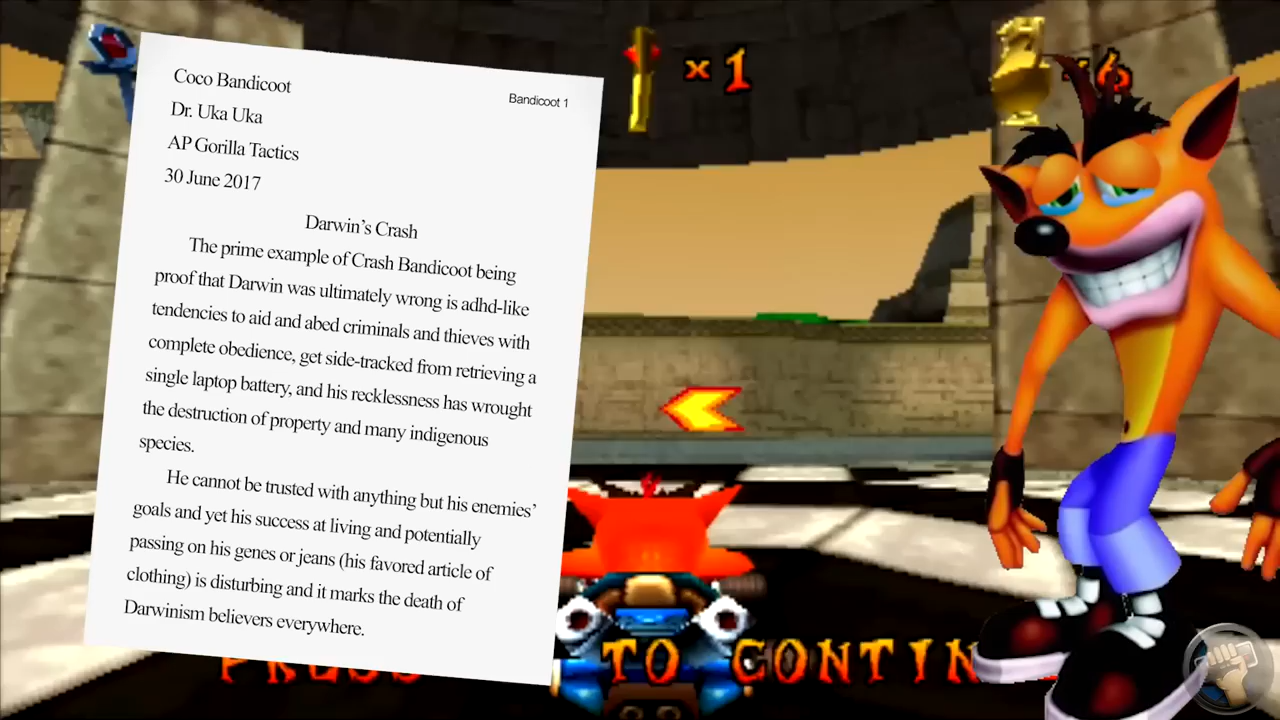 Coco Bandicoot
Bandicoot 1
Dr. Uka Uka
AP Gorilla Tactics
30 June 2017
Darwin's Crash
The prime example of Crash Bandicoot being
proof that Darwin was ultimately wrong is adhd-like
tendencies to aid and abed criminals and thieves with
complete obedience, get side-tracked from retrieving a
single laptop battery, and his recklessness has wrought
the destruction of property and many indigenous
species.
He cannot be trusted with anything but his enemies'
goals and yet his success at living and potentially
passing on his genes or jeans (his favored article of
clothing) is disturbing and it marks the death of
Darwinism believers everywhere.
x 1
x 6
TO CONTIN